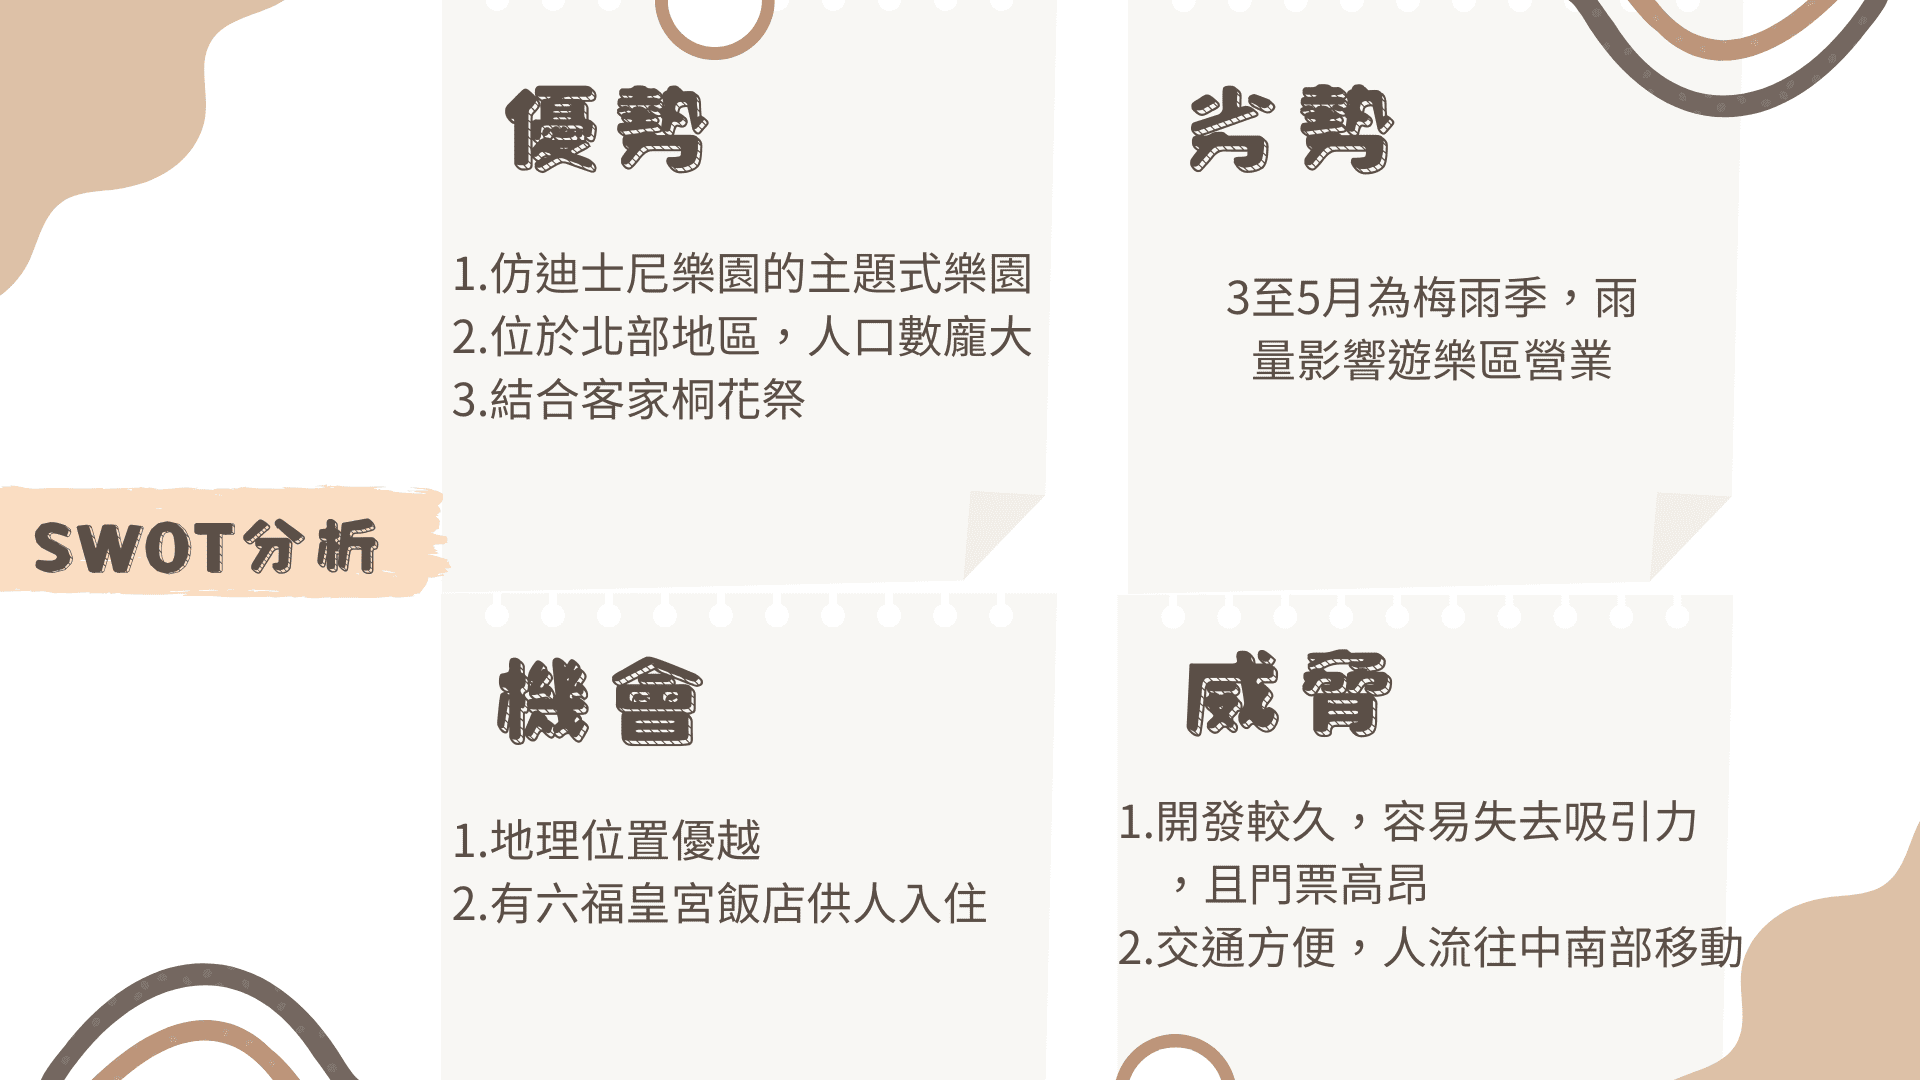 優勢
1.仿迪士尼樂園的主題式樂園
2.位於北部地區，人口數龐大
3.結合客家桐花祭
劣勢
3至5月為梅雨季，雨
量影響遊樂區營業
SWOT分析
機會
1.地理位置優越
2.有六福皇宮飯店供人入住
威脅
1.開發較久，容易失去吸引力
，且門票高昂
2.交通方便，人流往中南部移動